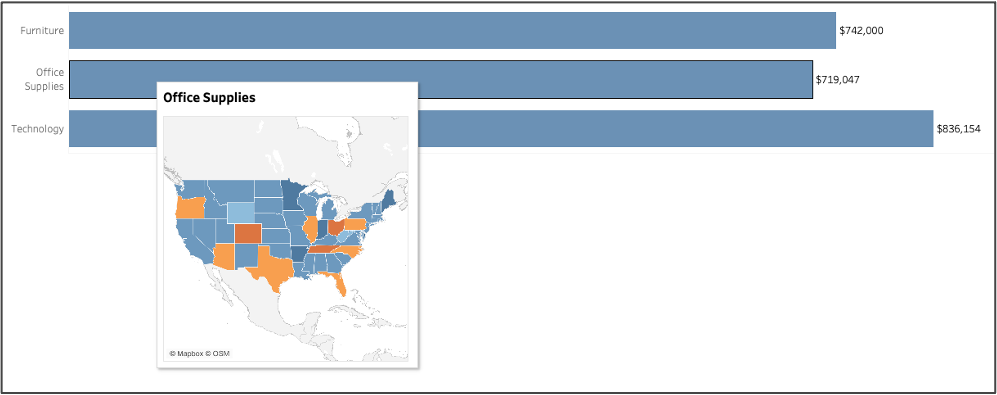 Furniture
$742,000
Office
Supplies
$719,047
Office Supplies
Technology
$836,154
© Mapbox © OSM